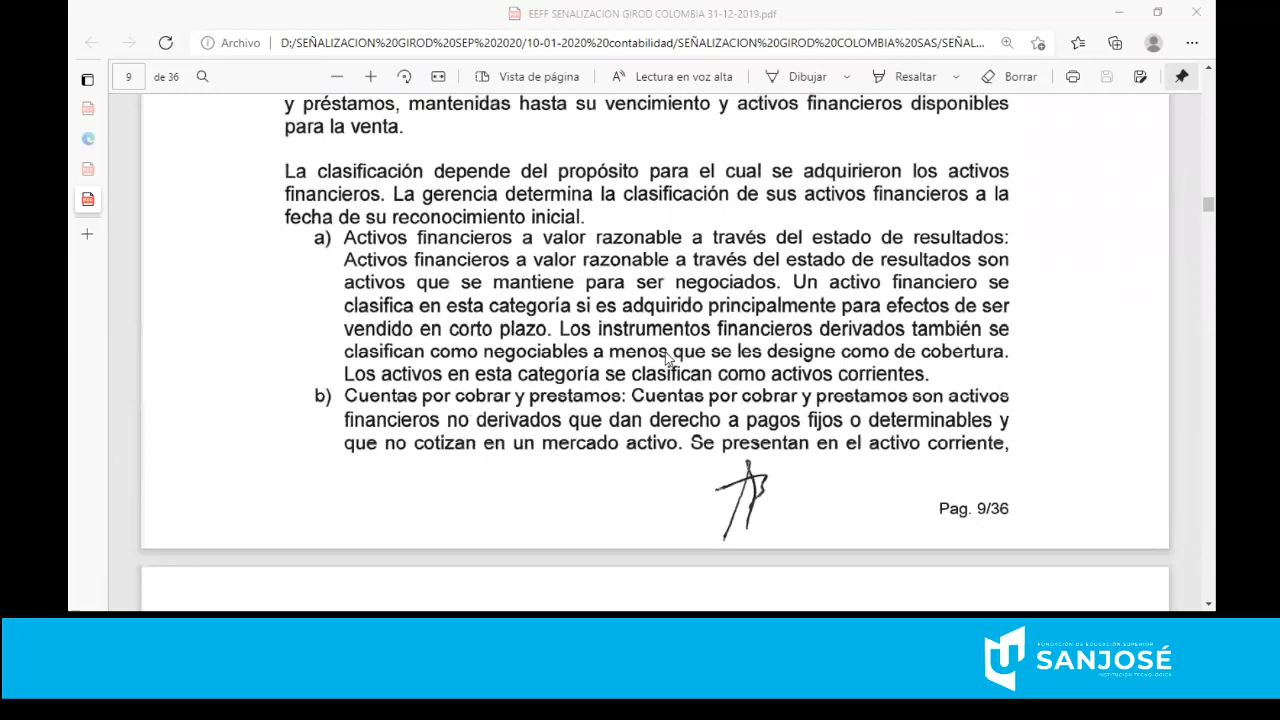 EEFF SENALIZACION GIROD COLOMBIA 31-12-2019.pdf
Archivo D:/SEÑALIZACION%20GIROD%20SEP%202020/10-01-2020%20contabilidad/SEÑALIZACION%20GIROD%20COLOMBIA%20SAS/SEÑAL...
9 de 36 Vista de página Lectura en voz alta Dibujar Resaltar Borrar
y préstamos, mantenidas hasta su vencimiento y activos financieros disponibles
para la venta.
La clasificación depende del propósito para el cual se adquirieron los activos
financieros. La gerencia determina la clasificación de sus activos financieros a la
fecha de su reconocimiento inicial.
a) Activos financieros a valor razonable a través del estado de resultados:
Activos financieros a valor razonable a través del estado de resultados son
activos que se mantiene para ser negociados. Un activo financiero se
clasifica en esta categoría si es adquirido principalmente para efectos de ser
vendido en corto plazo. Los instrumentos financieros derivados también se
clasifican como negociables a menos que se les designe como de cobertura.
Los activos en esta categoría se clasifican como activos corrientes.
b) Cuentas por cobrar y prestamos: Cuentas por cobrar y prestamos son activos
financieros no derivados que dan derecho a pagos fijos o determinables y
que no cotizan en un mercado activo. Se presentan en el activo corriente,
Pag. 9/36
FUNDACIÓN DE EDUCACIÓN SUPERIOR
SANJOSÉ
INSTITUCIÓN TECNOLÓGICA